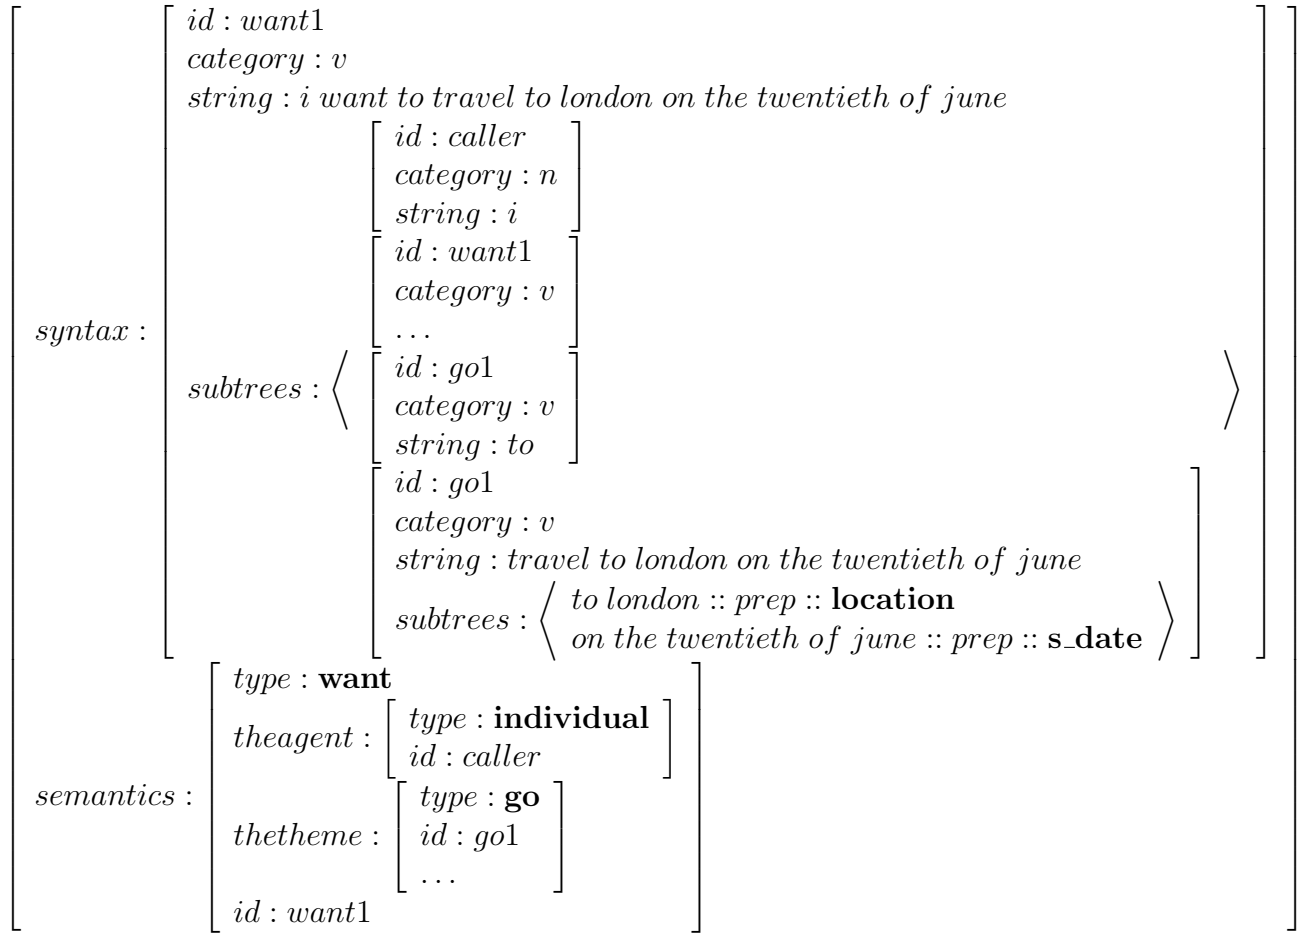 id : want1
category : v
string : i want to travel to london on the twentieth of june
id : caller
category : n
string : i
id : want1
category : v
. . .
syntax :
subtrees :
id : go1
category : v
string : to
id : go1
category : v
string : travel to london on the twentieth of june
subtrees :
to london :: prep :: location
on the twentieth of june :: prep :: s_date
semantics :
type : want
theagent :
type : individual
id : caller
thetheme :
type : go
id : go1
. . .
id : want1